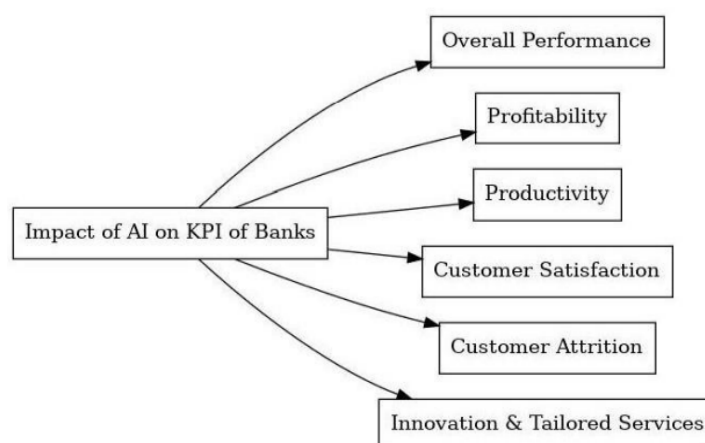 Overall Performance
Profitability
Productivity
Impact of AI on KPI of Banks
Customer Satisfaction
Customer Attrition
Innovation & Tailored Services